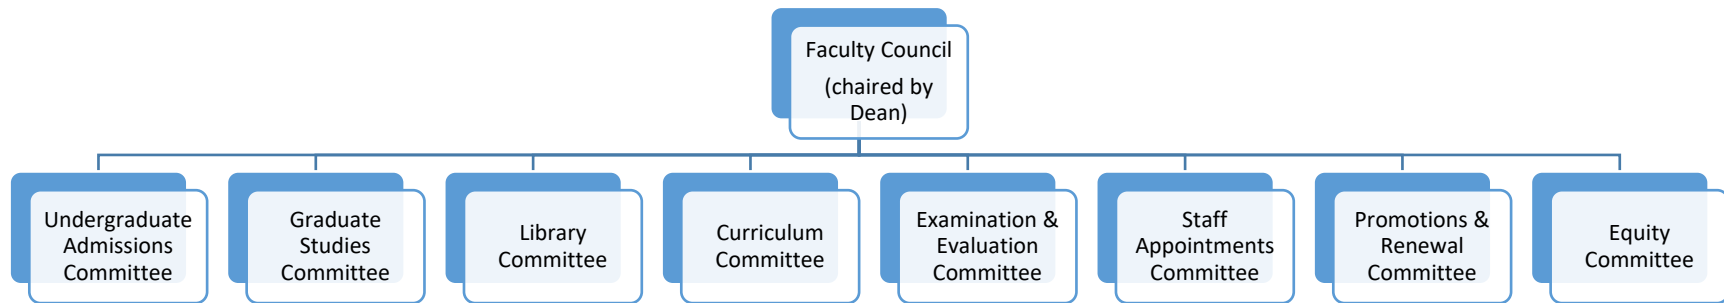 Faculty Council
(chaired by
Dean)
Undergraduate
Admissions
Committee
Graduate
Studies
Committee
Library
Committee
Curriculum
Committee
Examination &
Evaluation
Committee
Staff
Appointments
Committee
Promotions &
Renewal
Committee
Equity
Committee